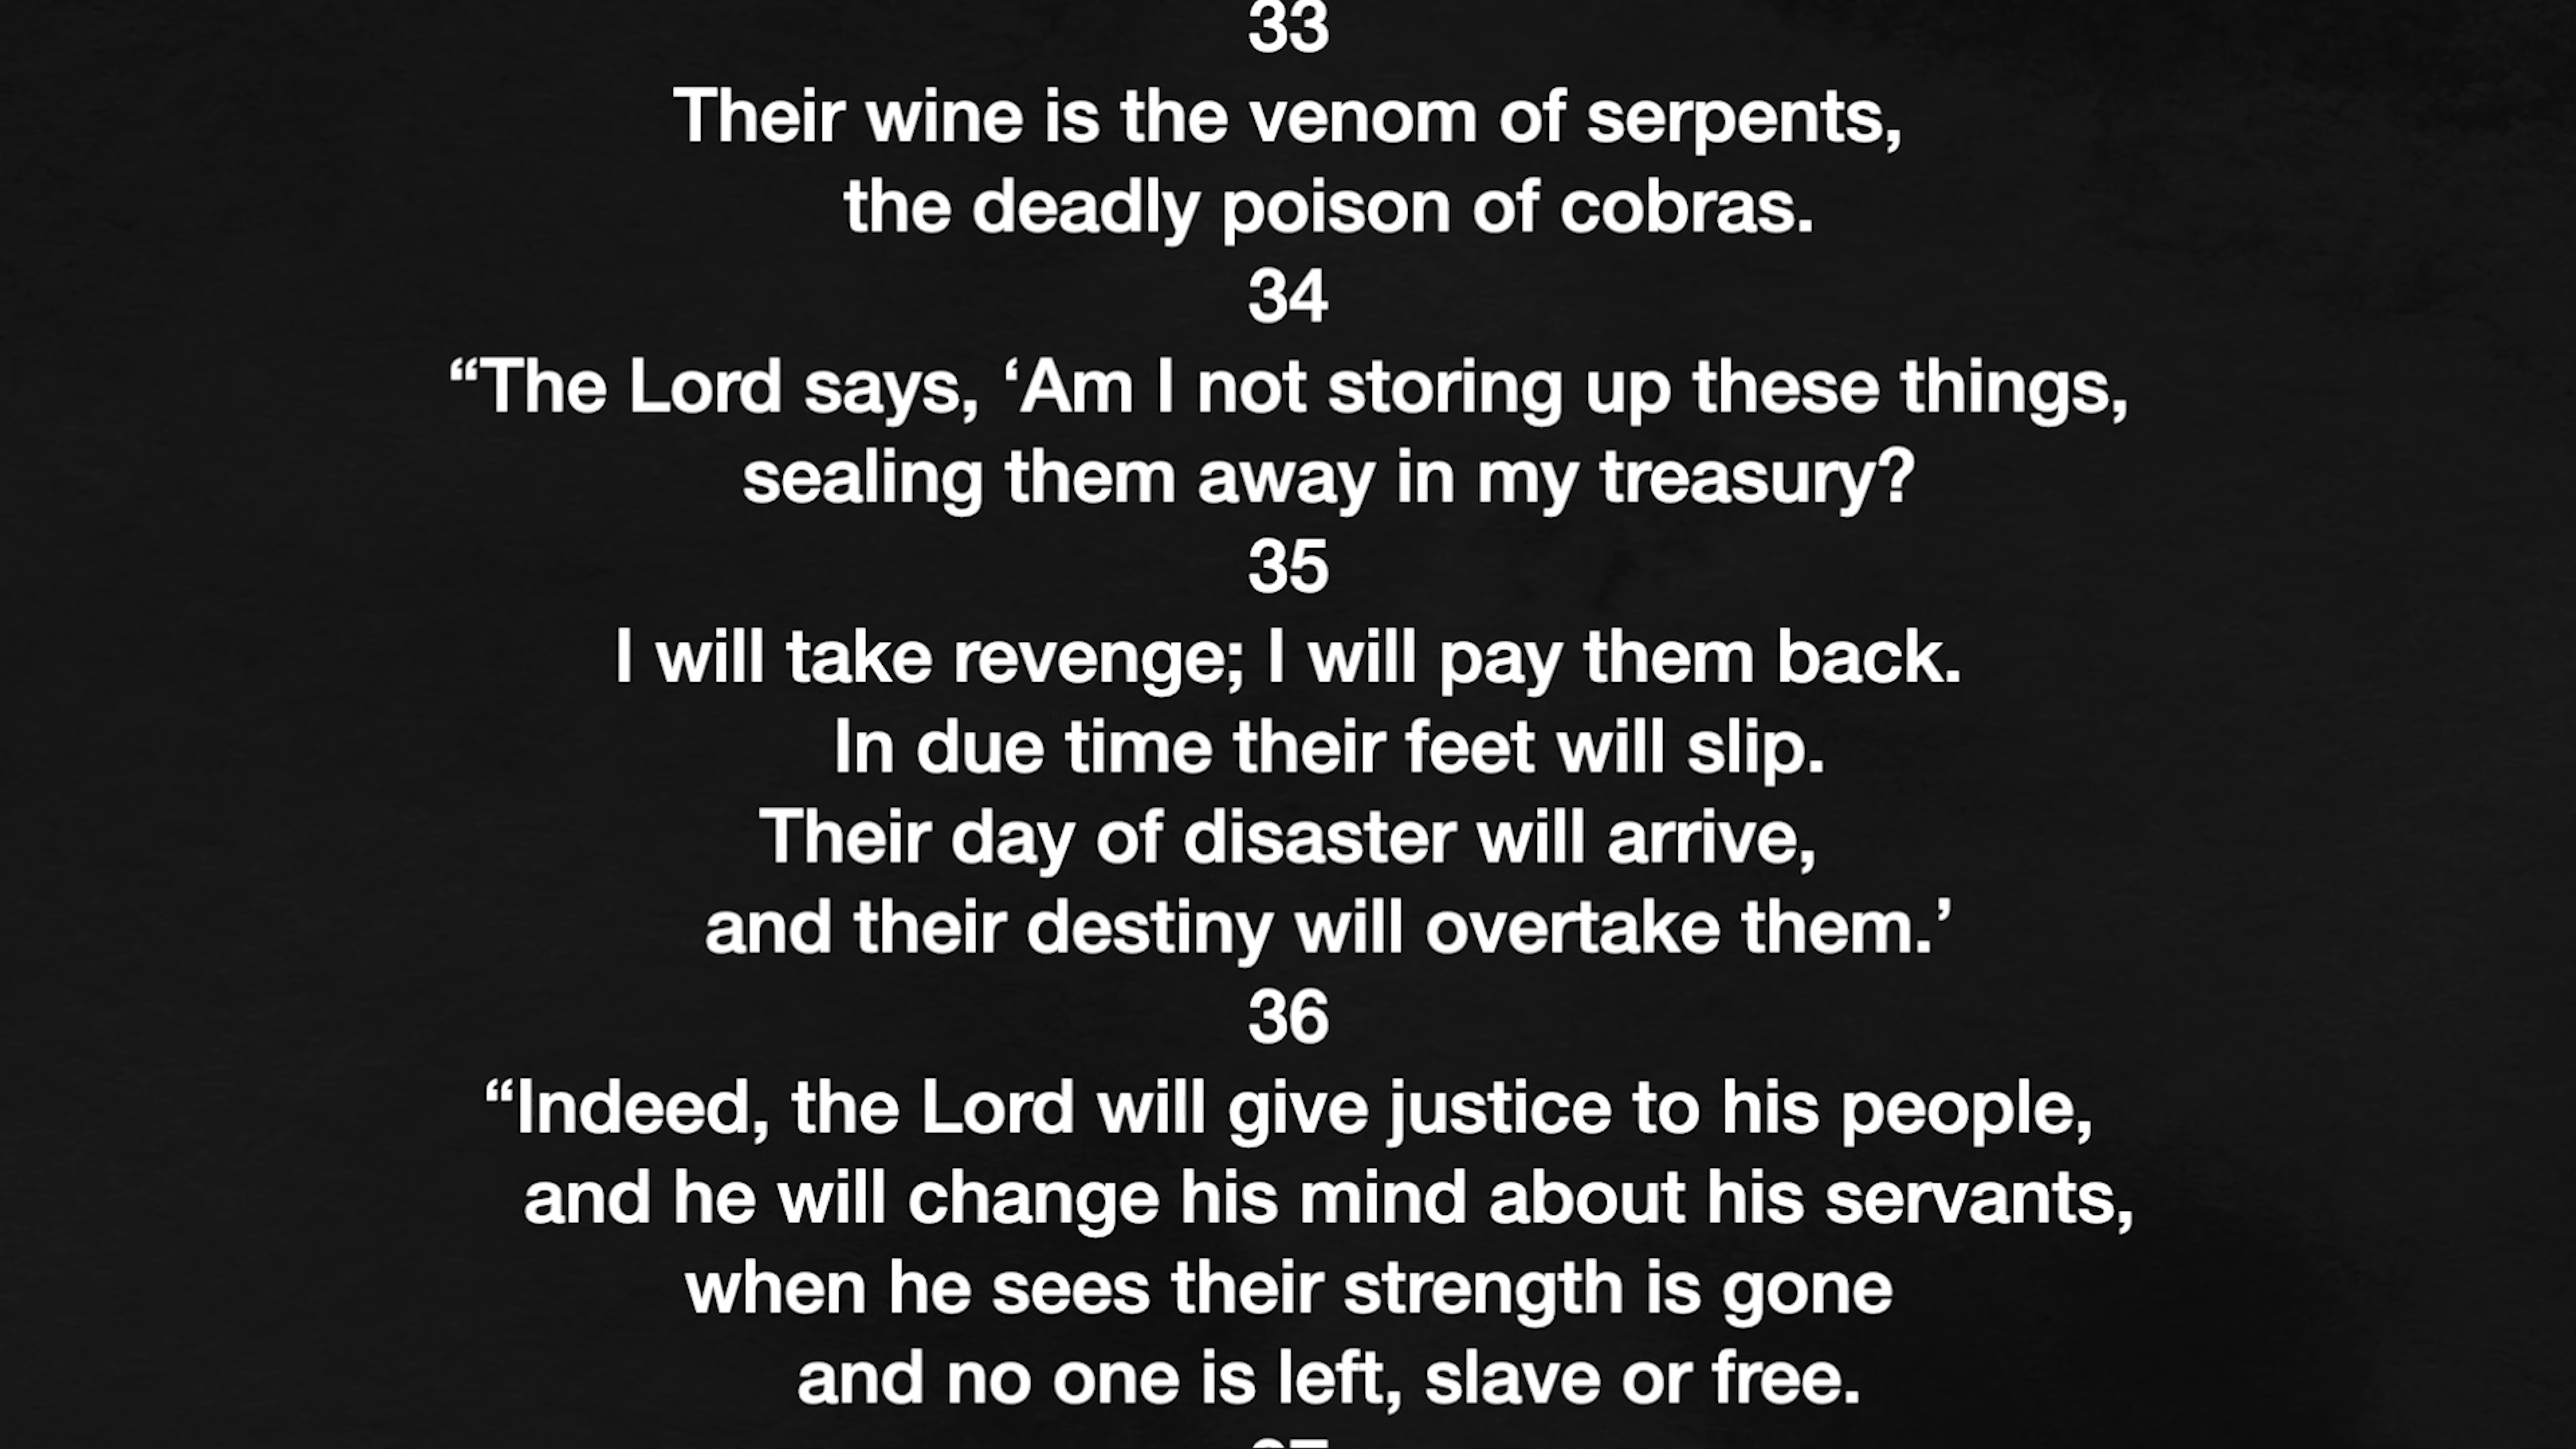 33
Their wine is the venom of serpents,
the deadly poison of cobras.
34
“The Lord says, ‘Am I not storing up these things,
sealing them away in my treasury?
35
I will take revenge; I will pay them back.
In due time their feet will slip.
Their day of disaster will arrive,
and their destiny will overtake them.’
36
“Indeed, the Lord will give justice to his people,
and he will change his mind about his servants,
when he sees their strength is gone
and no one is left, slave or free.